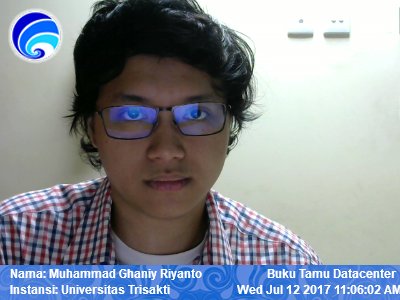 Nama: Muhammad Ghaniy Riyanto Buku Tamu Datacenter
Instansi: Universitas Trisakti Wed Jul 12 2017 11:06:02 AM